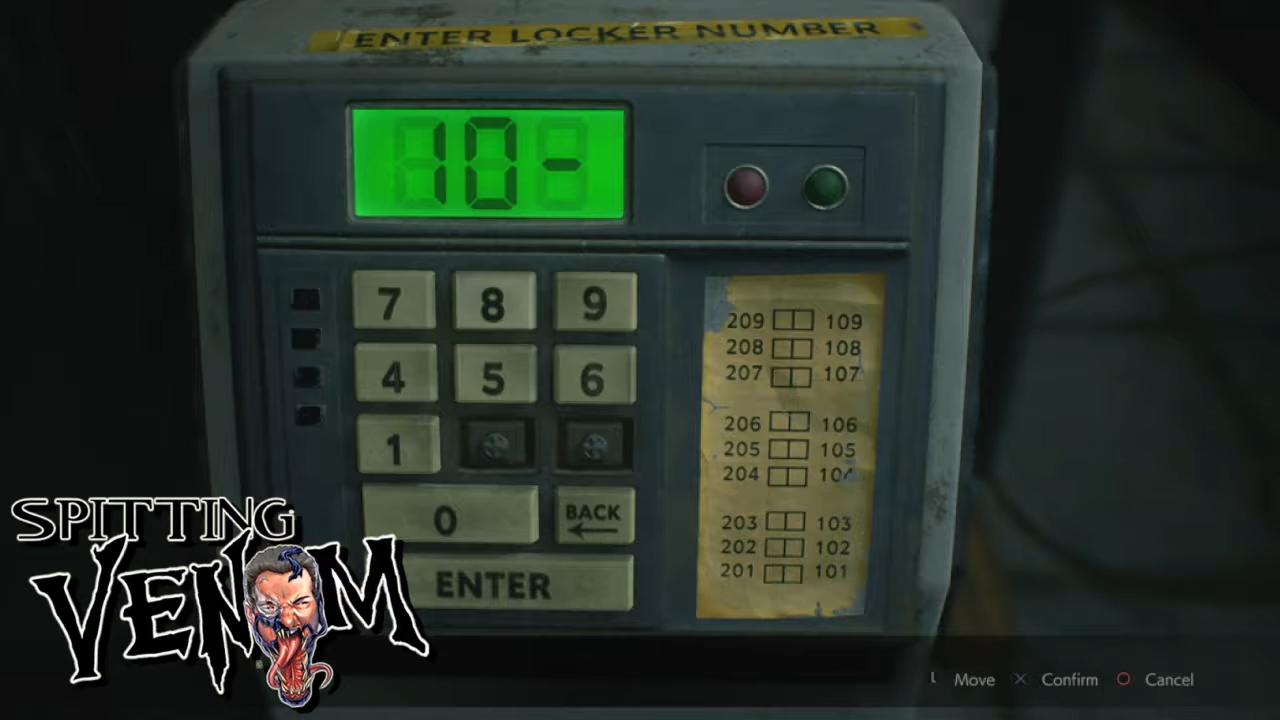 ENTER LOCKER NUMBER
10-
7 8 9
4 5 6
1
0 BACK
ENTER
209 109
208 108
207 107
206 106
205 105
204 104
203 103
202 102
201 101
SPITTING
VENOM
L Move X Confirm O Cancel